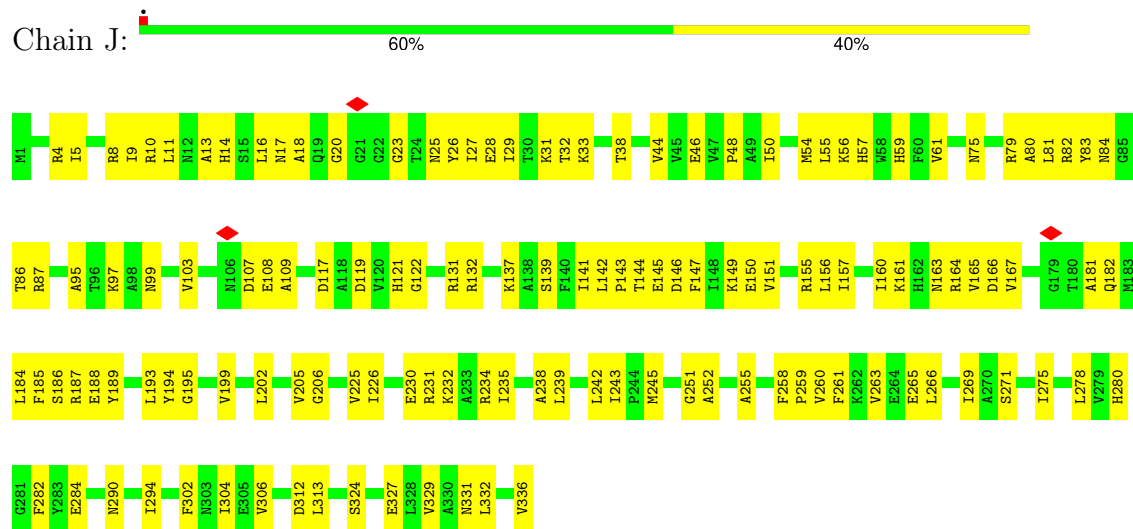 Chain J:
60% 40%
M1 R4 I5 R8 I9 R10 L11 N12 A13 H14 S15 L16 N17 A18 Q19 G20 G21 G22 G23 T24 N25 Y26 I27 E28 I29 T30 K31 T32 K33 T38 V44 V45 E46 V47 P48 A49 I50 M54 L55 K56 H57 W58 H59 F60 V61 N75 R79 A80 L81 R82 Y83 N84 G85
T86 R87 A95 T96 K97 A98 N99 V103 N106 D107 E108 A109 D117 A118 D119 V120 H121 G122 R131 R132 K137 A138 S139 F140 I141 L142 P143 T144 E145 D146 F147 I148 K149 E150 V151 R155 L156 I157 I160 K161 H162 N163 R164 V165 D166 V167 G179 T180 A181 Q182 M183
L184 F185 S186 R187 E188 Y189 L193 Y194 G195 V199 L202 V205 G206 V225 I226 E230 R231 K232 A233 R234 I235 A238 L239 L242 I243 P244 M245 G251 A252 A255 F258 P259 V260 F261 K262 V263 E264 E265 L266 I269 A270 S271 I275 L278 V279 H280
G281 F282 Y283 E284 N290 I294 F302 N303 I304 E305 V306 D312 L313 S324 E327 L328 V329 A330 N331 L332 V336